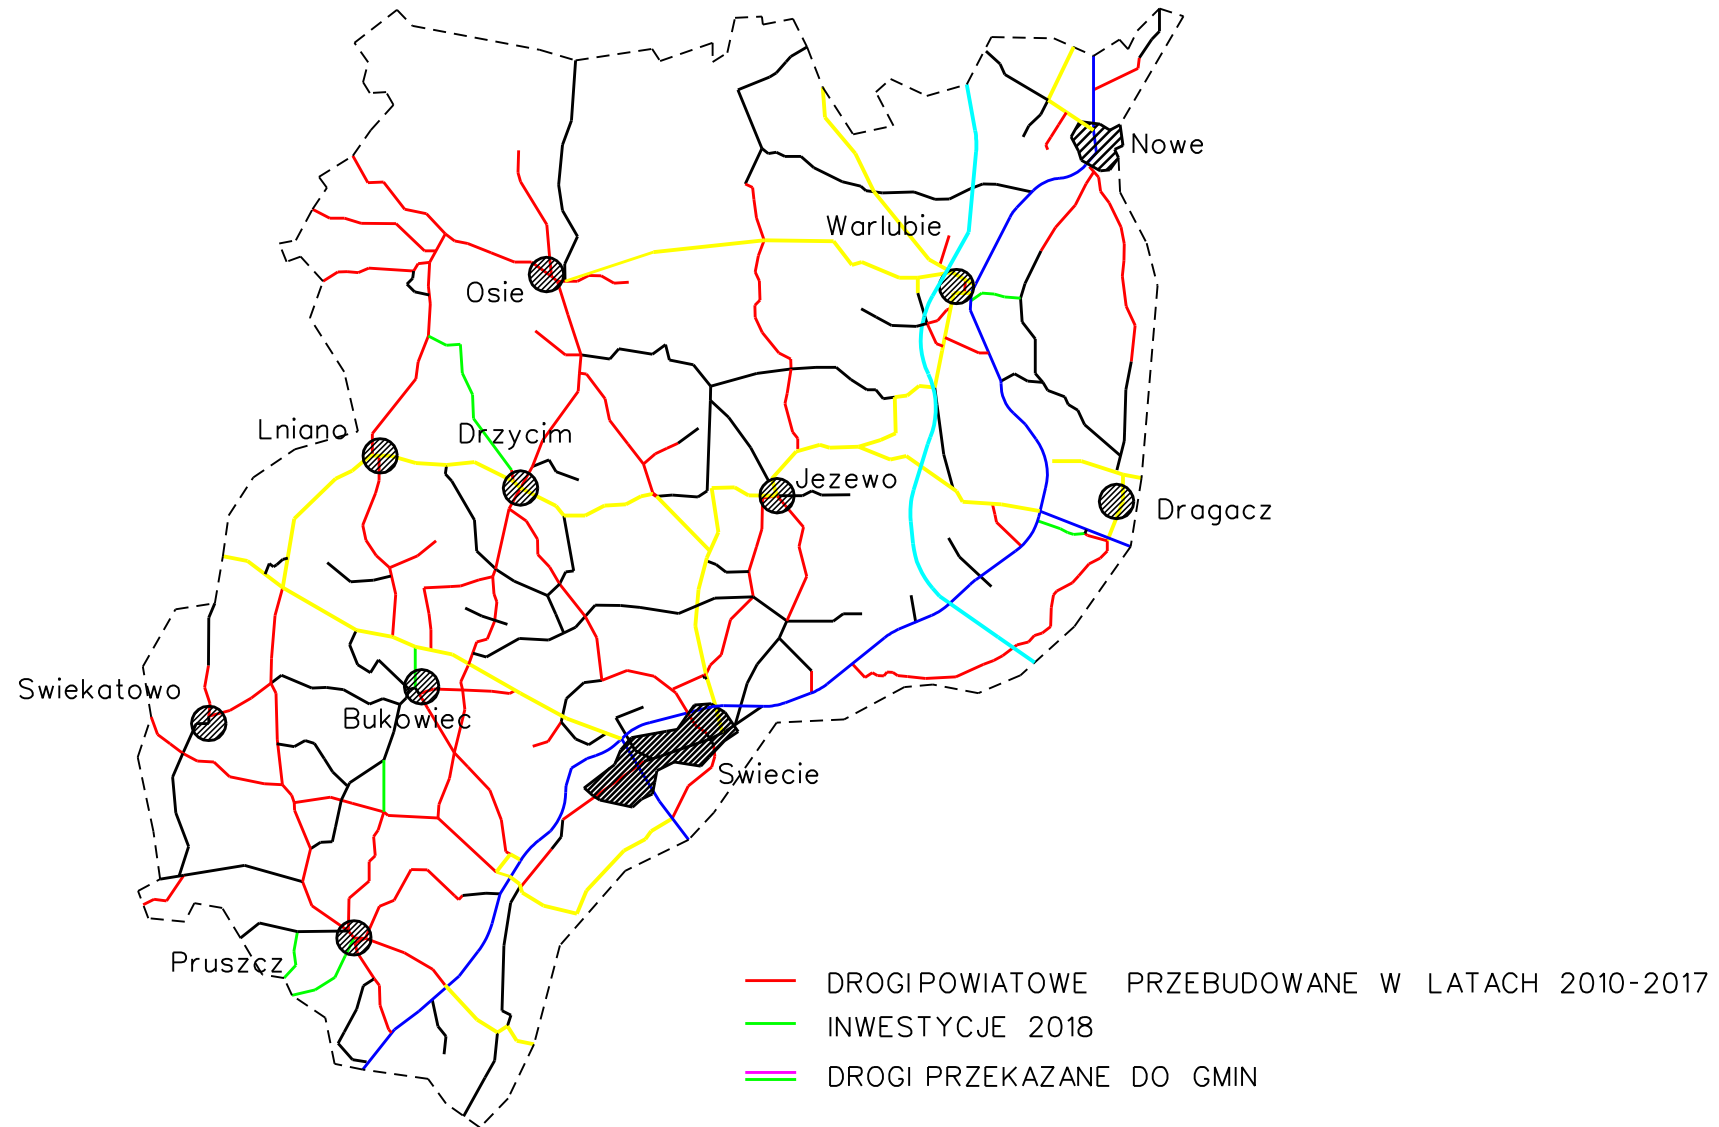 Nowe
Warlubie
Osie
Lniano
Drzycim
Jezewo
Dragacz
Swiekatowo
Bukowiec
Swiecie
Pruszcz
DROGI POWIATOWE PRZEBUDOWANE W LATACH 2010-2017
INWESTYCJE 2018
DROGI PRZEKAZANE DO GMIN